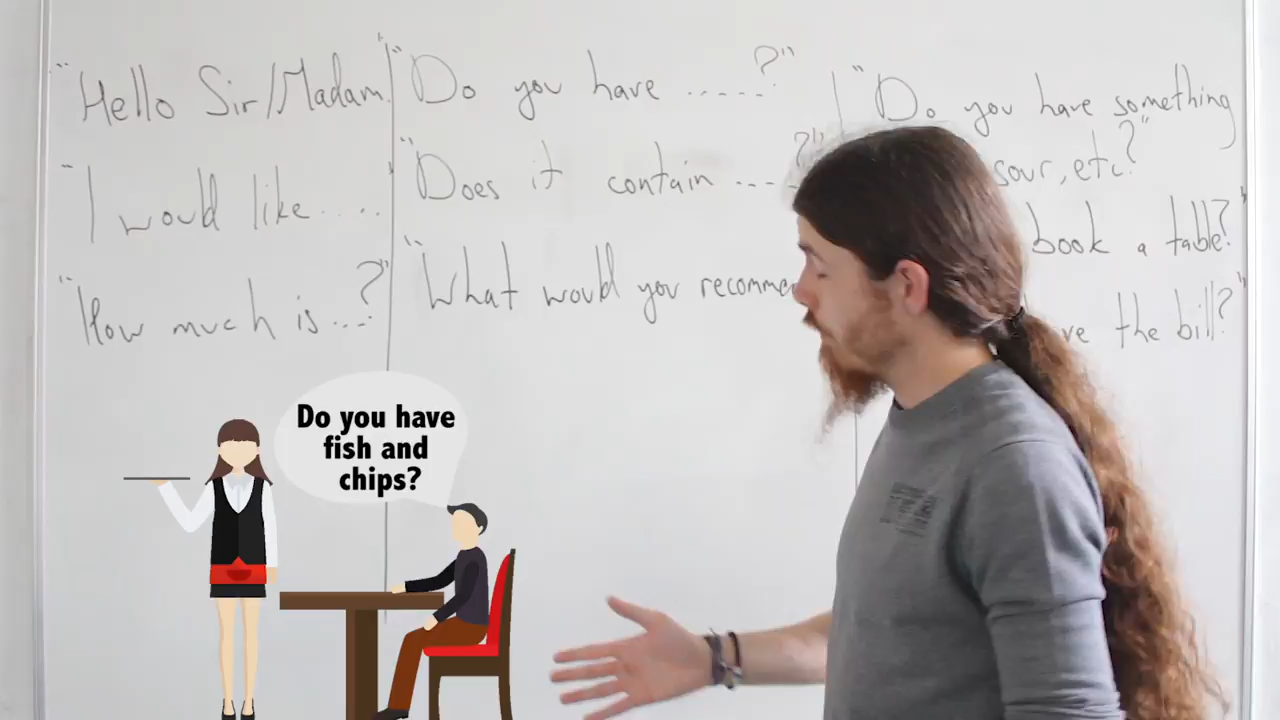 "Hello Sir/Madam
"I would like.....
"How much is ....?"
"Do you have ......?"
"Does it contain ....?"
"What would you
"Do you have something
sour, etc?"
book a table?"
the bill?"
Do you have
fish and
chips?